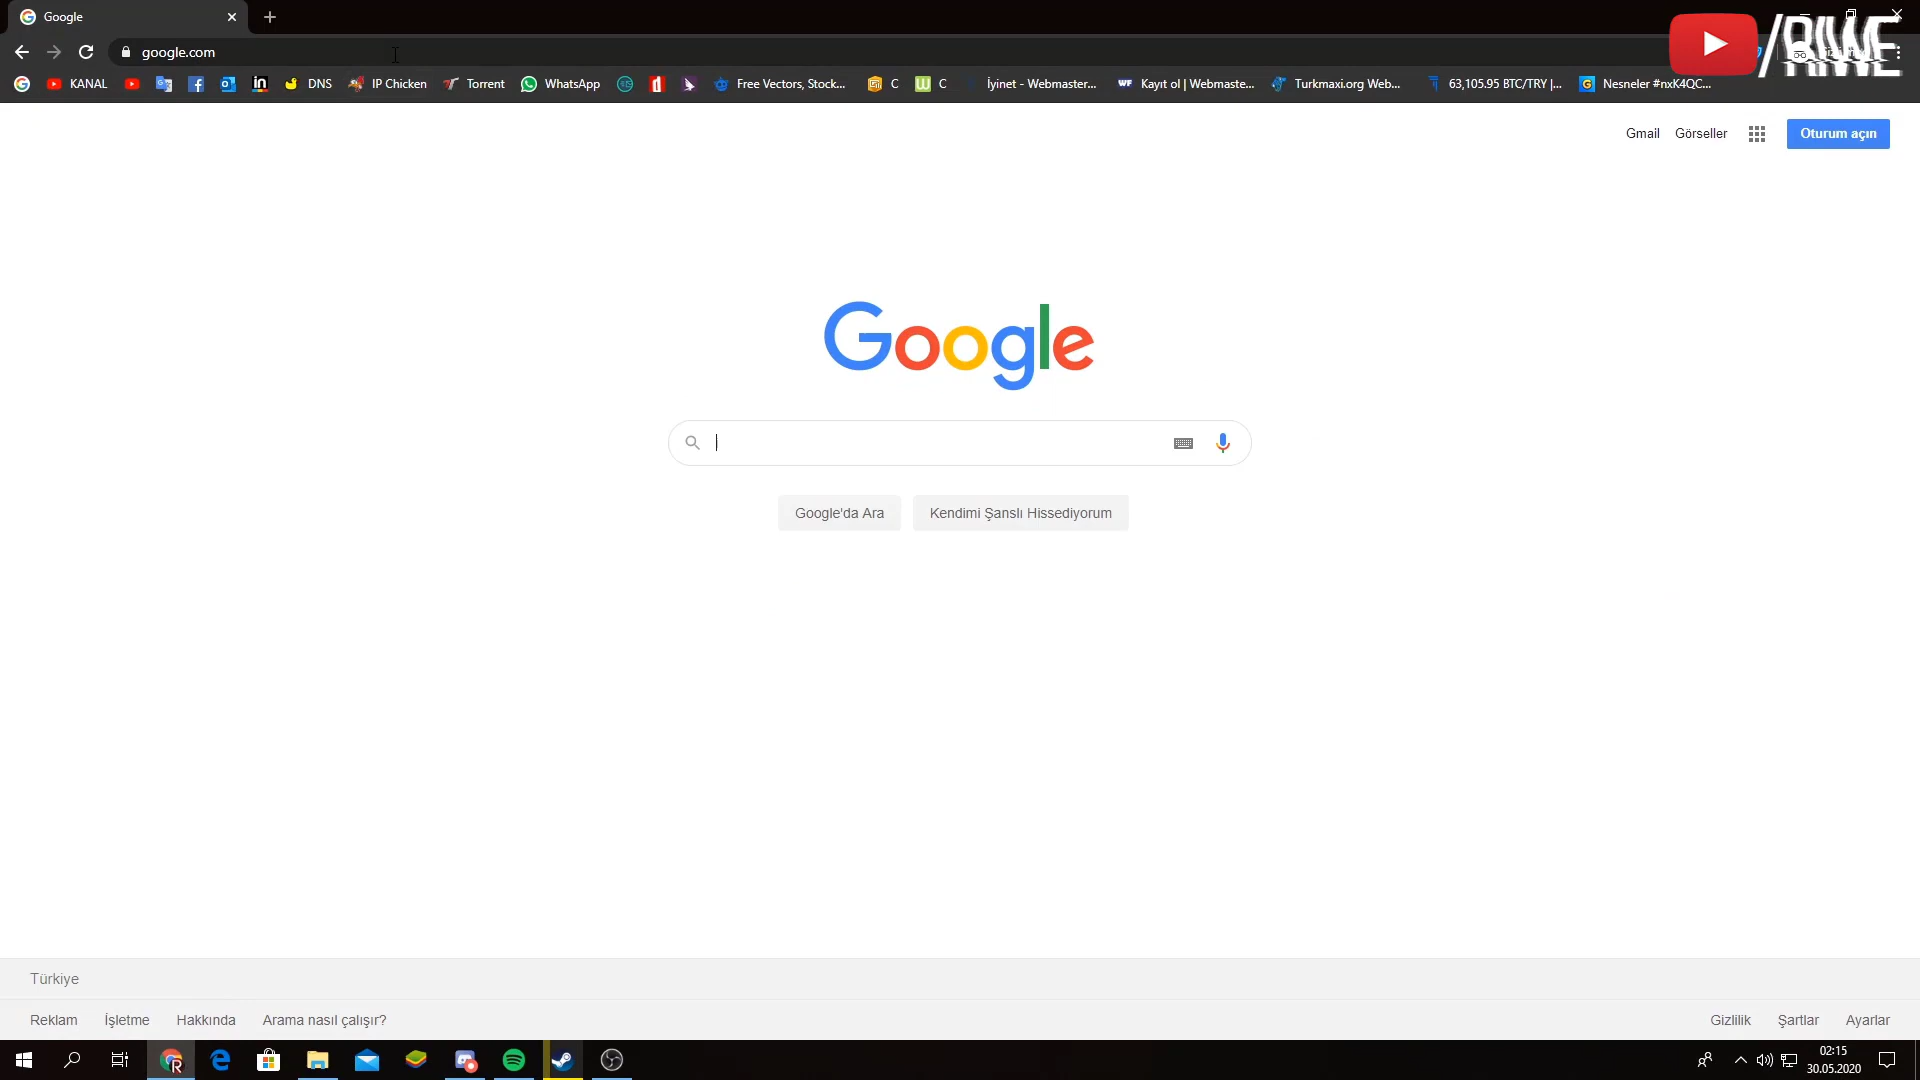 Google
/RIWE
google.com
KANAL
DNS
IP Chicken
Torrent
WhatsApp
Free Vectors, Stock...
C
C
İyinet - Webmaster...
Kayıt ol | Webmaste...
Turkmaxi.org Web...
63,105.95 BTC/TRY |...
Nesneler #nxK4QC...
Gmail
Görseller
Oturum açın
Google
Google'da Ara
Kendimi Şanslı Hissediyorum
Türkiye
Reklam
İşletme
Hakkında
Arama nasıl çalışır?
Gizlilik
Şartlar
Ayarlar
02:15
30.05.2020